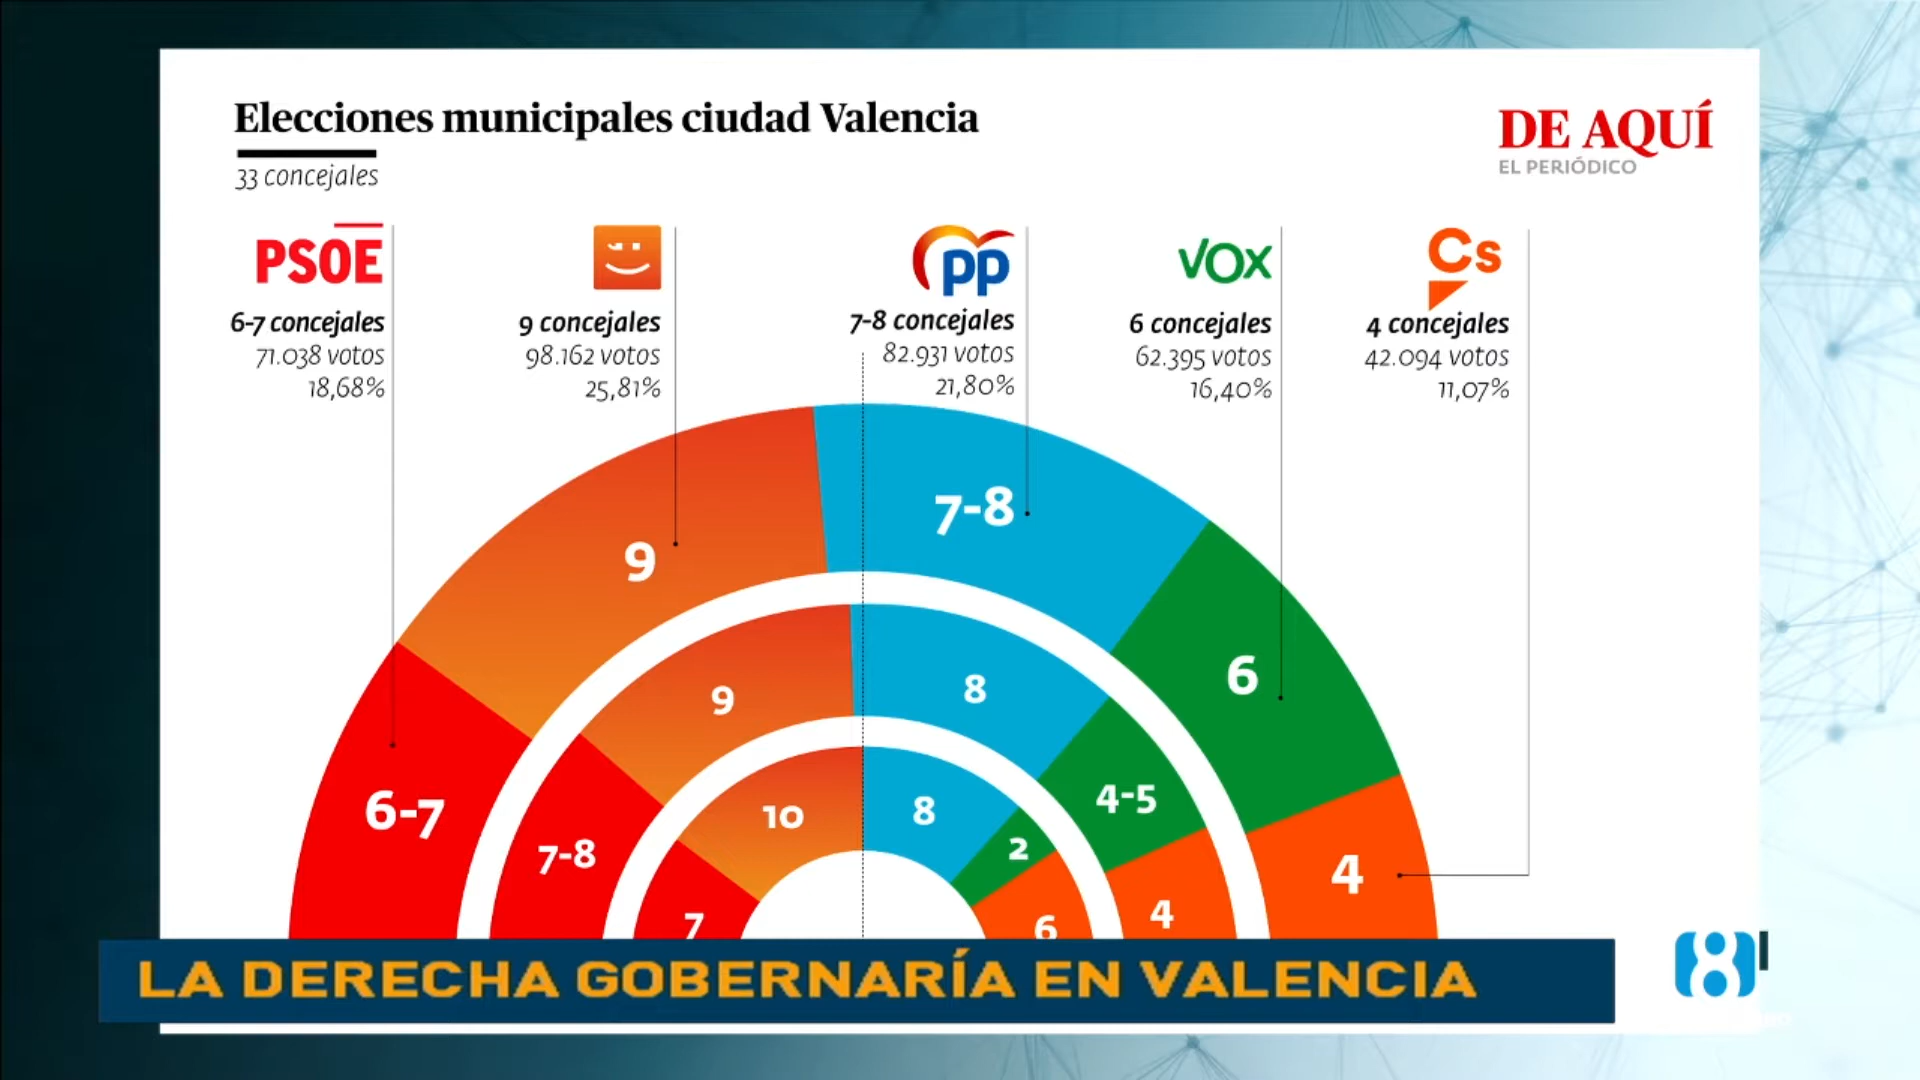 Elecciones municipales ciudad Valencia
33 concejales
DE AQUÍ
EL PERIÓDICO
PSOE
6-7 concejales
71.038 votos
18,68%
9 concejales
98.162 votos
25,81%
pp
7-8 concejales
82.931 votos
21,80%
VOX
6 concejales
62.395 votos
16,40%
Cs
4 concejales
42.094 votos
11,07%
6-7
9
7-8
6
4
7-8
9
8
4-5
4
7
10
8
2
6
LA DERECHA GOBERNARÍA EN VALENCIA
8